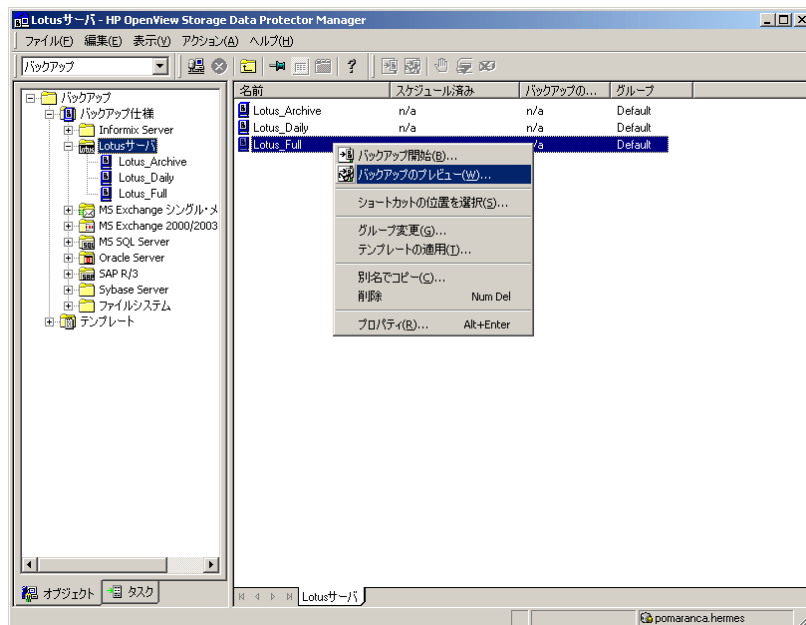 Lotusサーバ - HP OpenView Storage Data Protector Manager
ファイル(F) 編集(E) 表示(V) アクション(A) ヘルプ(H)
バックアップ
バックアップ
バックアップ仕様
Informix Server
Lotusサーバ
Lotus_Archive
Lotus_Daily
Lotus_Full
MS Exchange シングル・メ
MS Exchange 2000/2003
MS SQL Server
Oracle Server
SAP R/3
Sybase Server
ファイルシステム
テンプレート
名前 スケジュール済み バックアップの... グループ
Lotus_Archive n/a n/a Default
Lotus_Daily n/a n/a Default
Lotus_Full n/a Default
バックアップ開始(B)...
バックアップのプレビュー(W)...
ショートカットの位置を選択(S)...
グループ変更(G)...
テンプレートの適用(T)...
別名でコピー(C)...
削除 Num Del
プロパティ(R)... Alt+Enter
オブジェクト タスク
Lotusサーバ
pomaranca.hermes